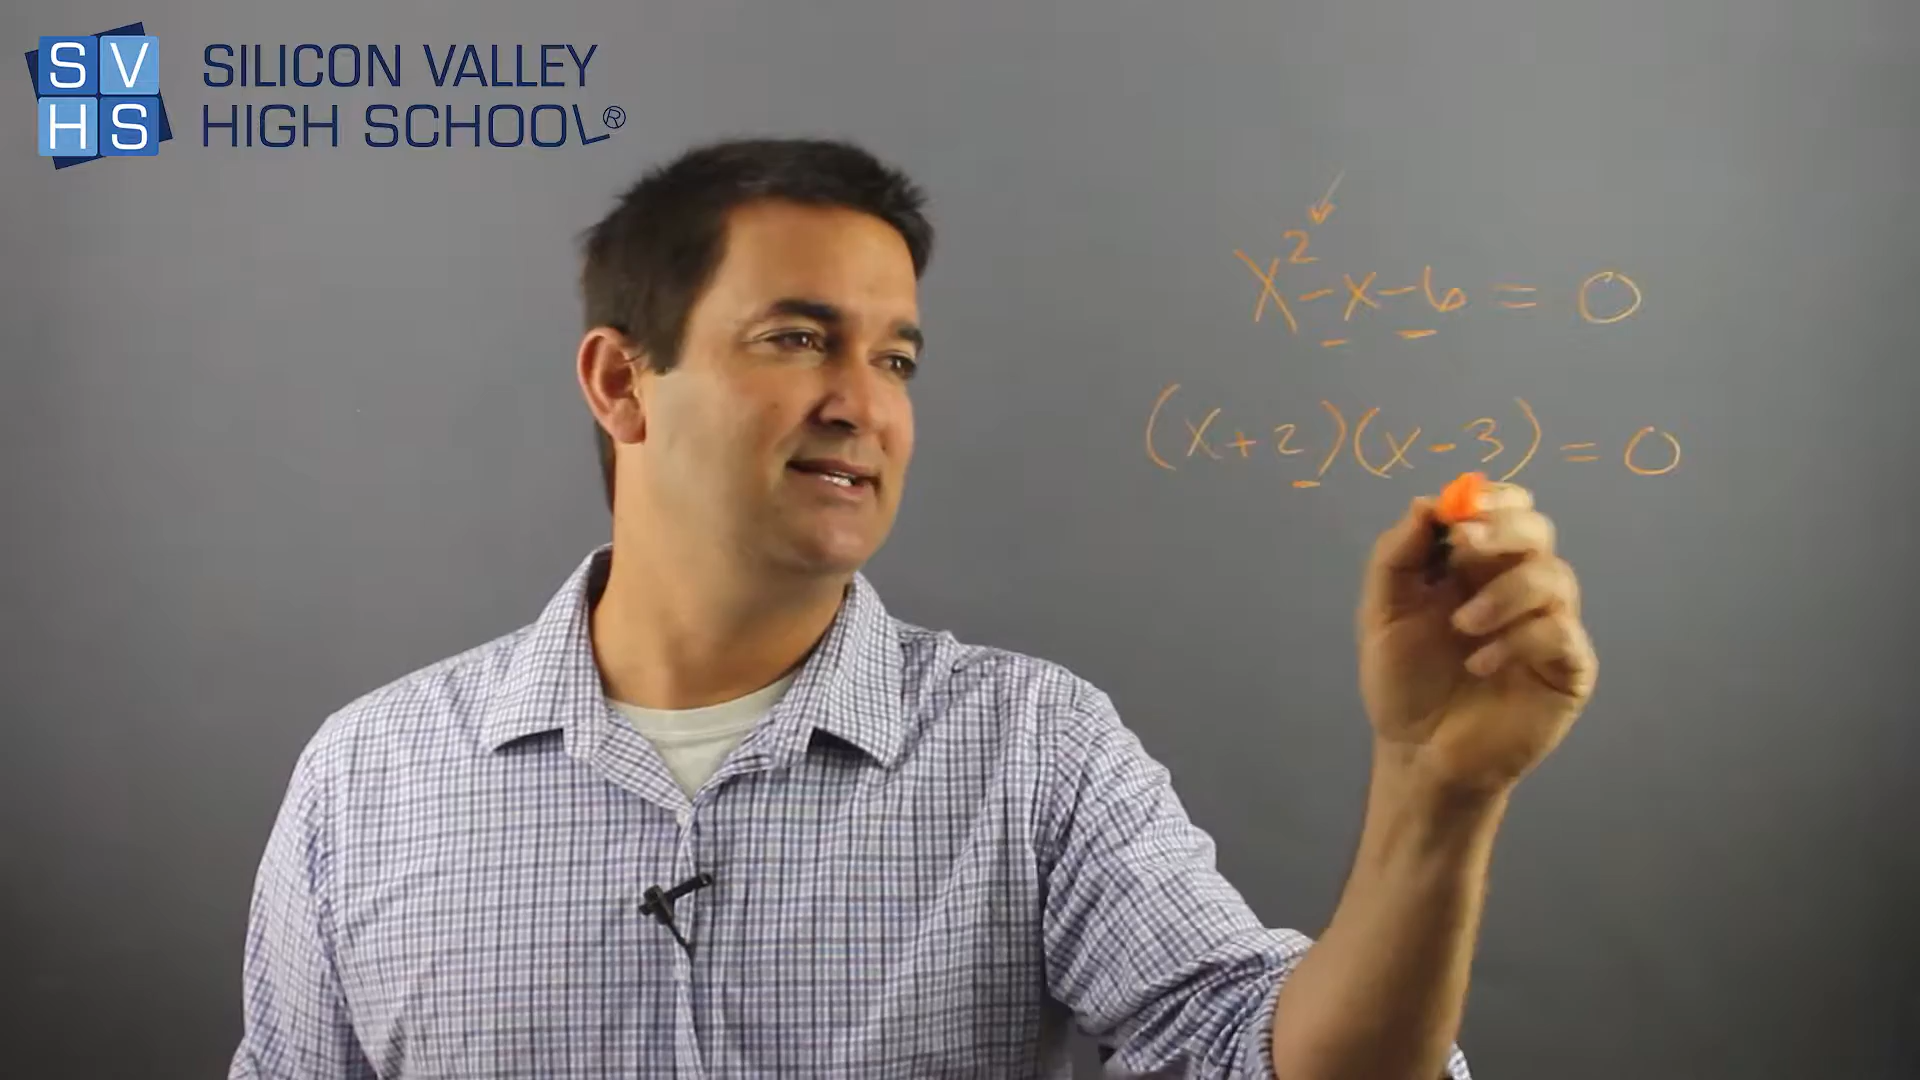 SV
HS
SILICON VALLEY
HIGH SCHOOL®
x² - x - 6 = 0
(x + 2)(x - 3) = 0